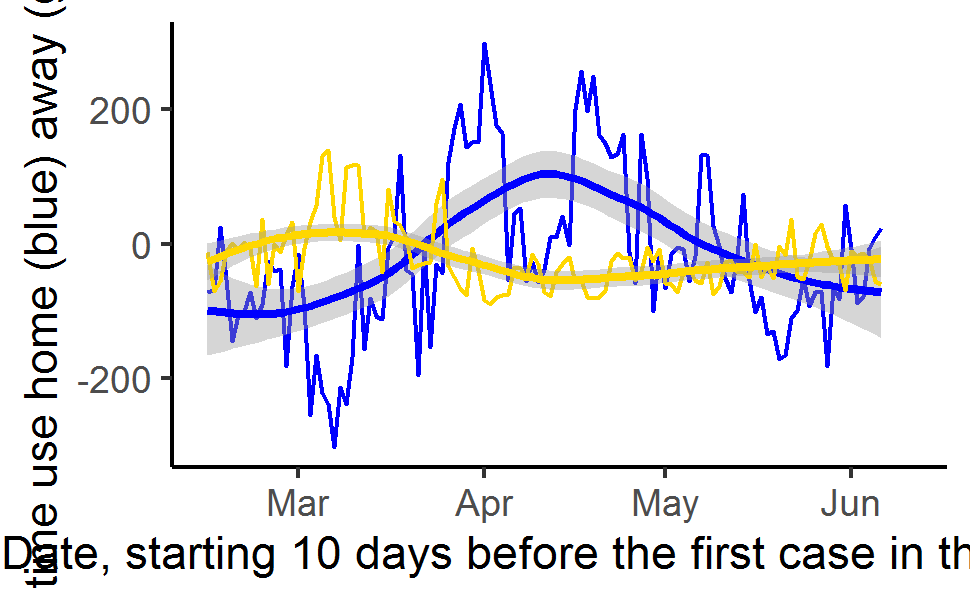 time use home (blue) away (
200
0
-200
Mar Apr May Jun
Date, starting 10 days before the first case in th